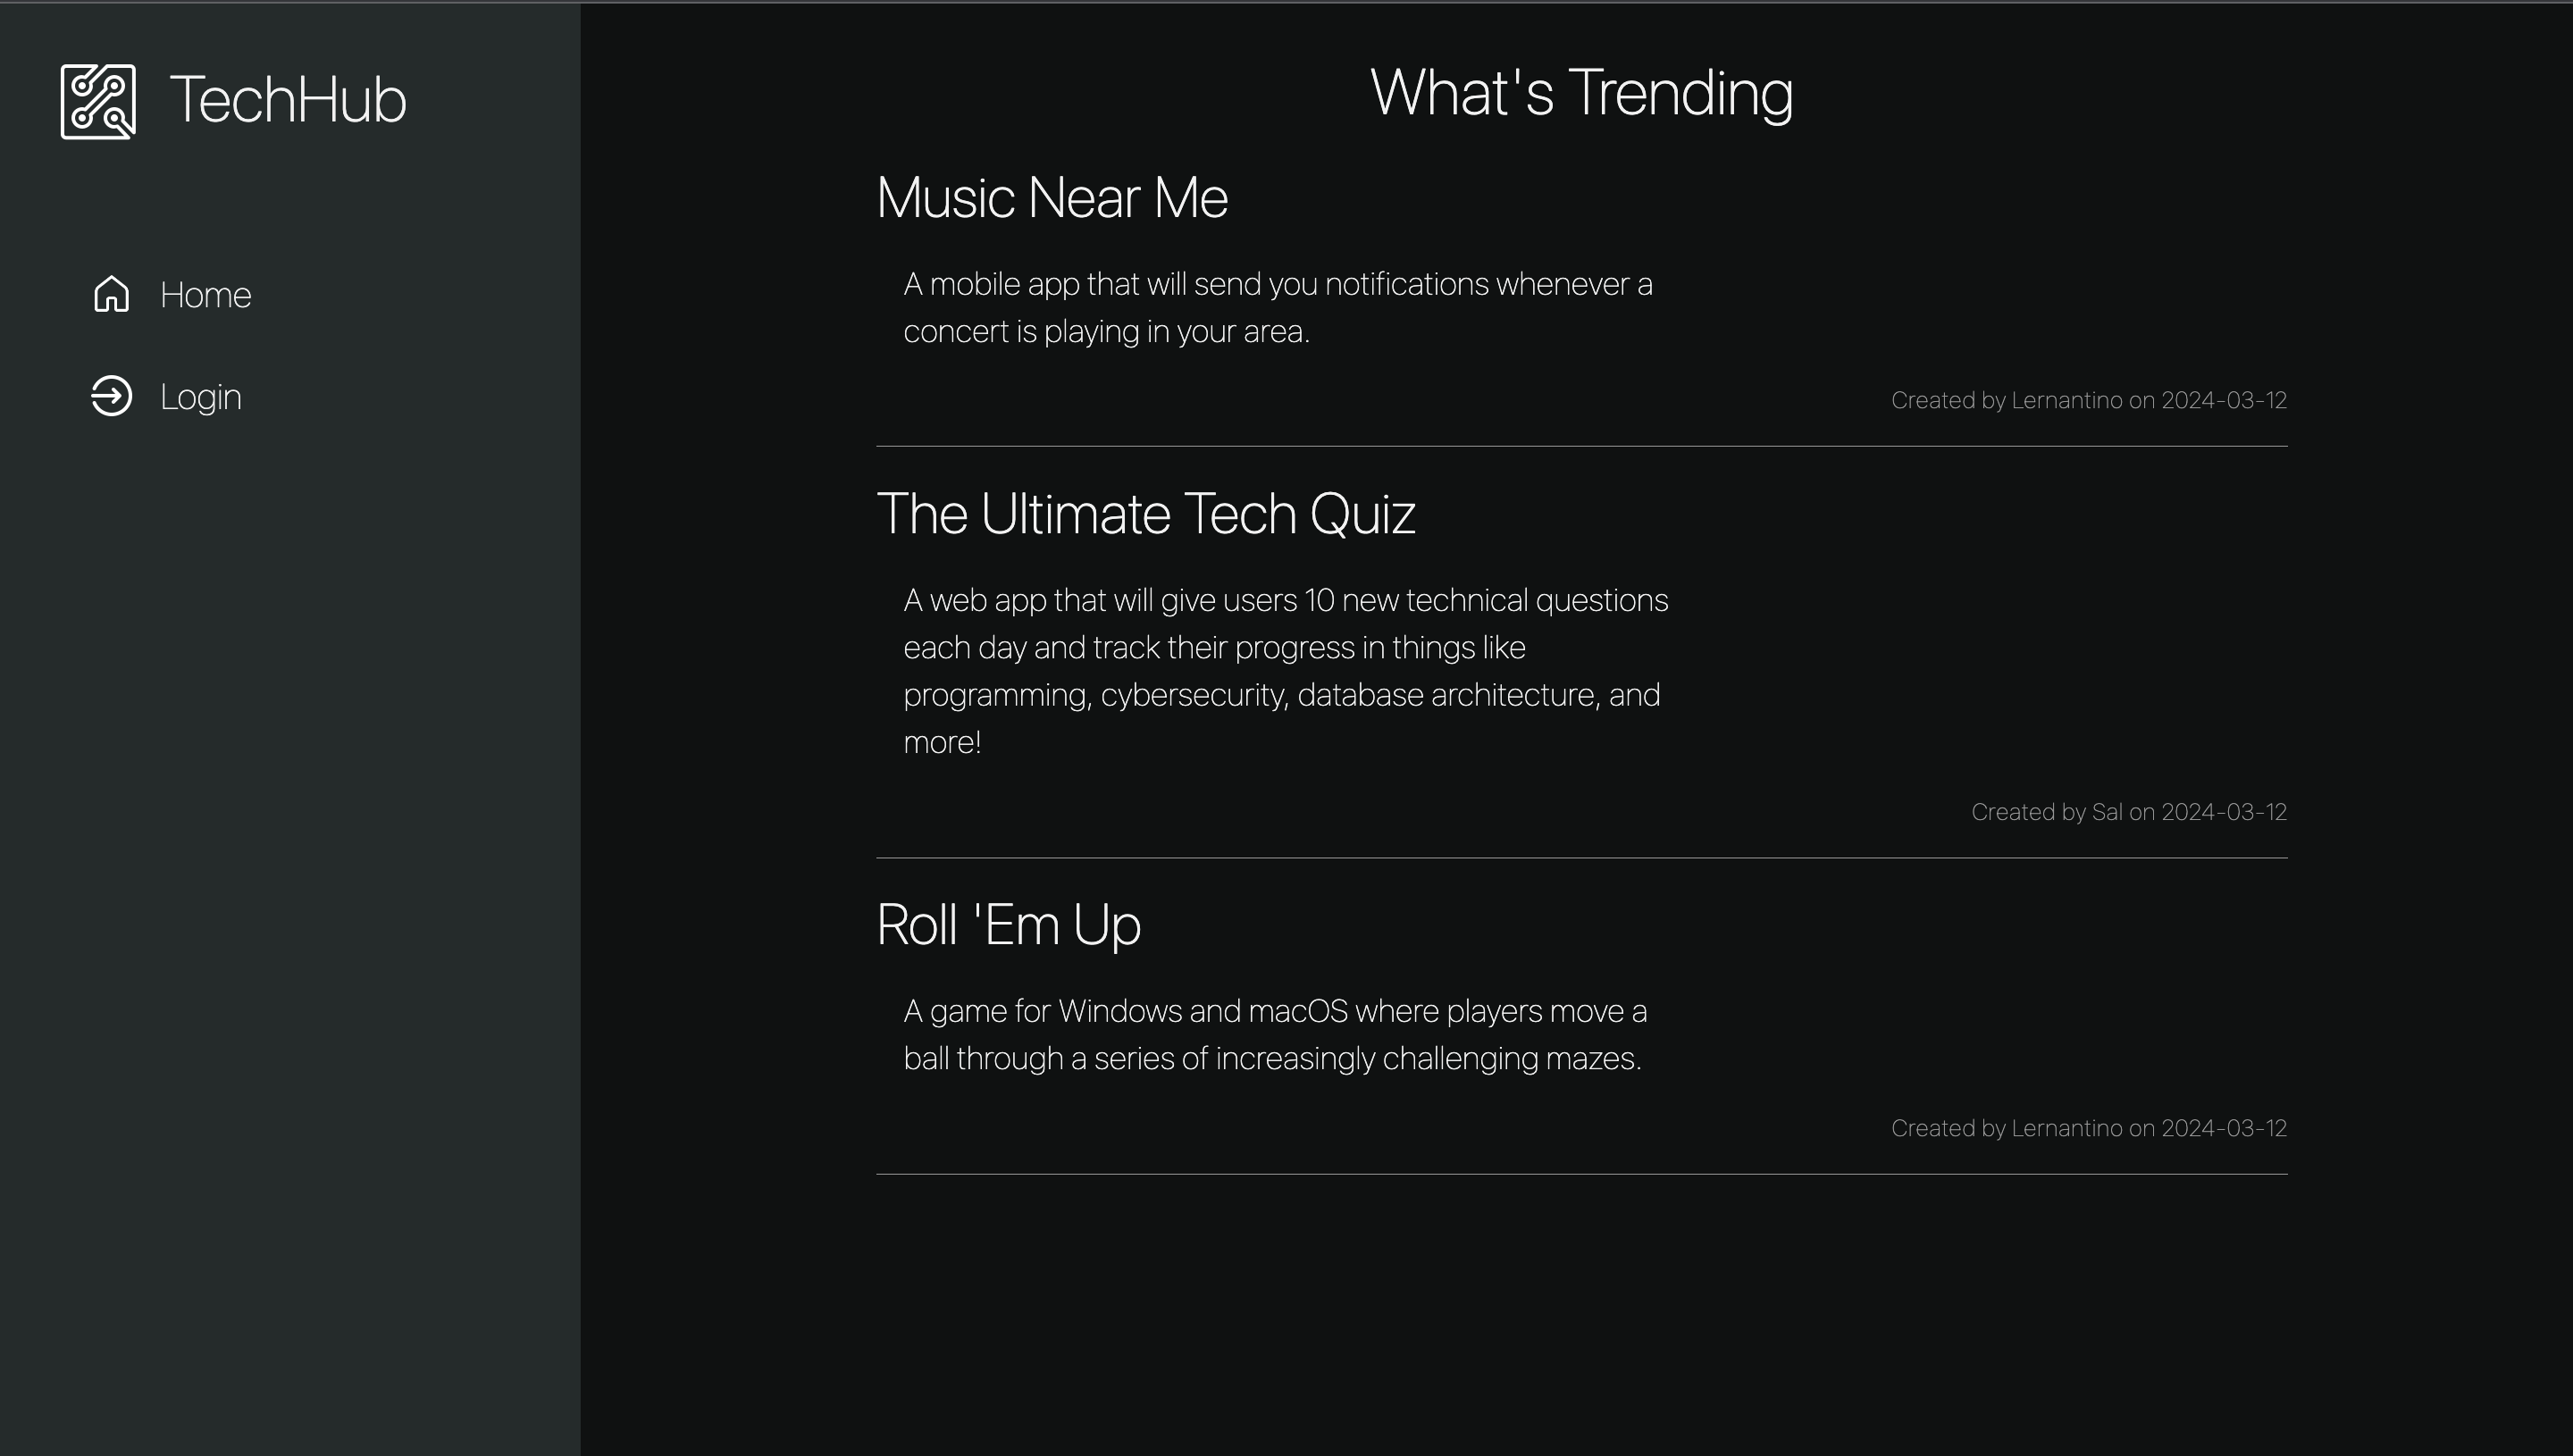 TechHub
Home
Login
What's Trending
Music Near Me
A mobile app that will send you notifications whenever a
concert is playing in your area.
Created by Lernantino on 2024-03-12
The Ultimate Tech Quiz
A web app that will give users 10 new technical questions
each day and track their progress in things like
programming, cybersecurity, database architecture, and
more!
Created by Sal on 2024-03-12
Roll 'Em Up
A game for Windows and macOS where players move a
ball through a series of increasingly challenging mazes.
Created by Lernantino on 2024-03-12